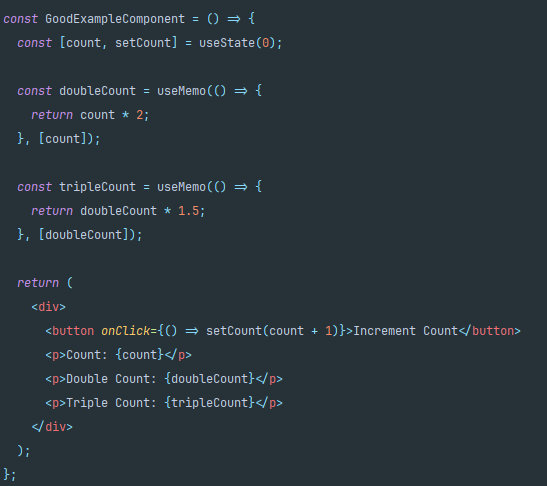 const GoodExampleComponent = () => {
const [count, setCount] = useState(0);
const doubleCount = useMemo(() => {
return count * 2;
}, [count]);
const tripleCount = useMemo(() => {
return doubleCount * 1.5;
}, [doubleCount]);
return (
<div>
<button onClick={() => setCount(count + 1)}>Increment Count</button>
<p>Count: {count}</p>
<p>Double Count: {doubleCount}</p>
<p>Triple Count: {tripleCount}</p>
</div>
);
};